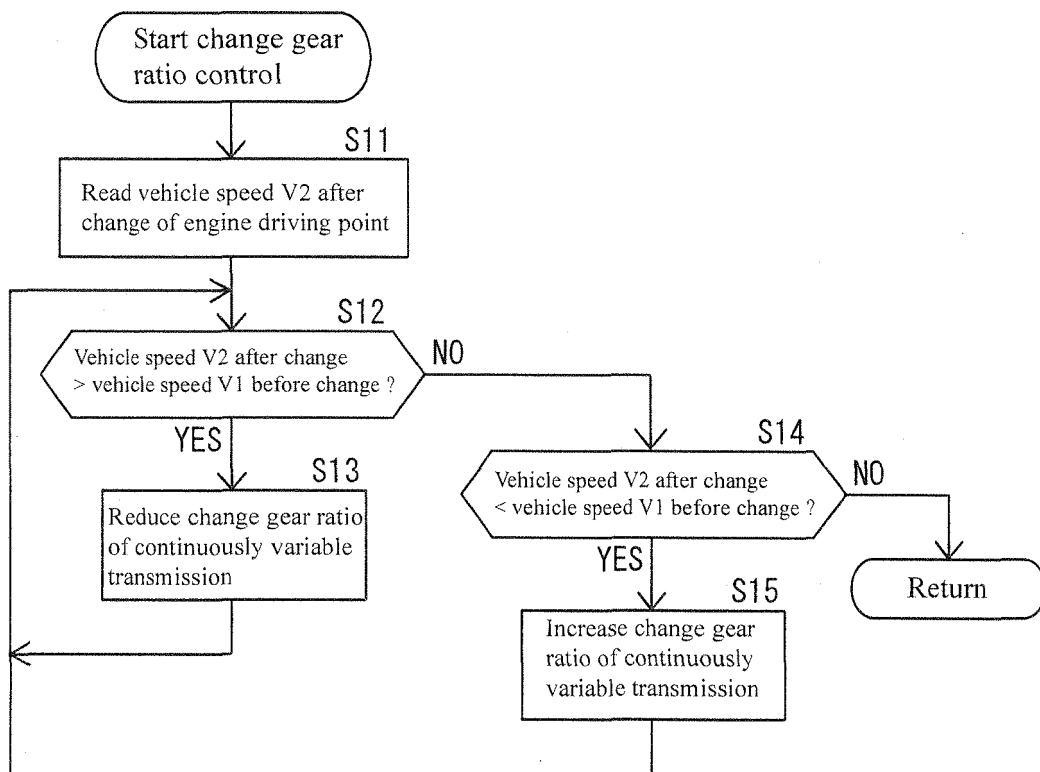 Start change gear
ratio control
S11
Read vehicle speed V2 after
change of engine driving point
S12
Vehicle speed V2 after change
> vehicle speed V1 before change ?
NO
YES
S13
Reduce change gear ratio
of continuously variable
transmission
S14
Vehicle speed V2 after change
< vehicle speed V1 before change ?
NO
YES
Return
S15
Increase change gear
ratio of continuously
variable transmission